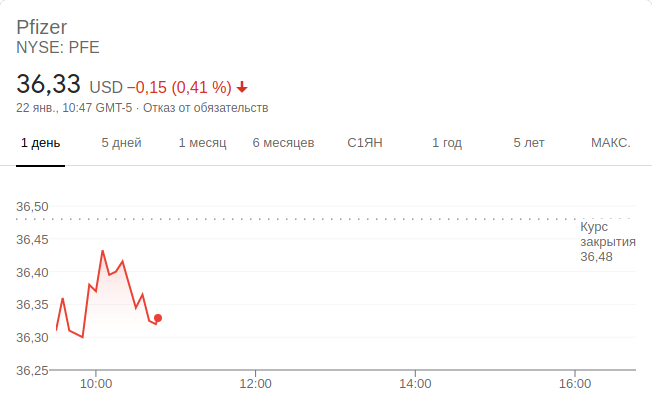 Pfizer
NYSE: PFE
36,33 USD −0,15 (0,41 %)
22 янв., 10:47 GMT-5 · Отказ от обязательств
1 день 5 дней 1 месяц 6 месяцев С1ЯН 1 год 5 лет МАКС.
36,50
Курс
закрытия
36,48
36,45
36,40
36,35
36,30
36,25
10:00 12:00 14:00 16:00